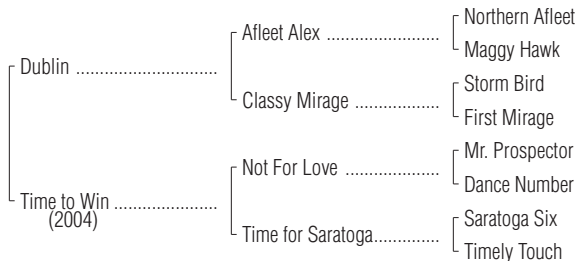 Northern Afleet
Afleet Alex ........................
Maggy Hawk
Dublin ..............................
Storm Bird
Classy Mirage ..................
First Mirage
Mr. Prospector
Not For Love ....................
Dance Number
Time to Win ......................
(2004)
Saratoga Six
Time for Saratoga..............
Timely Touch